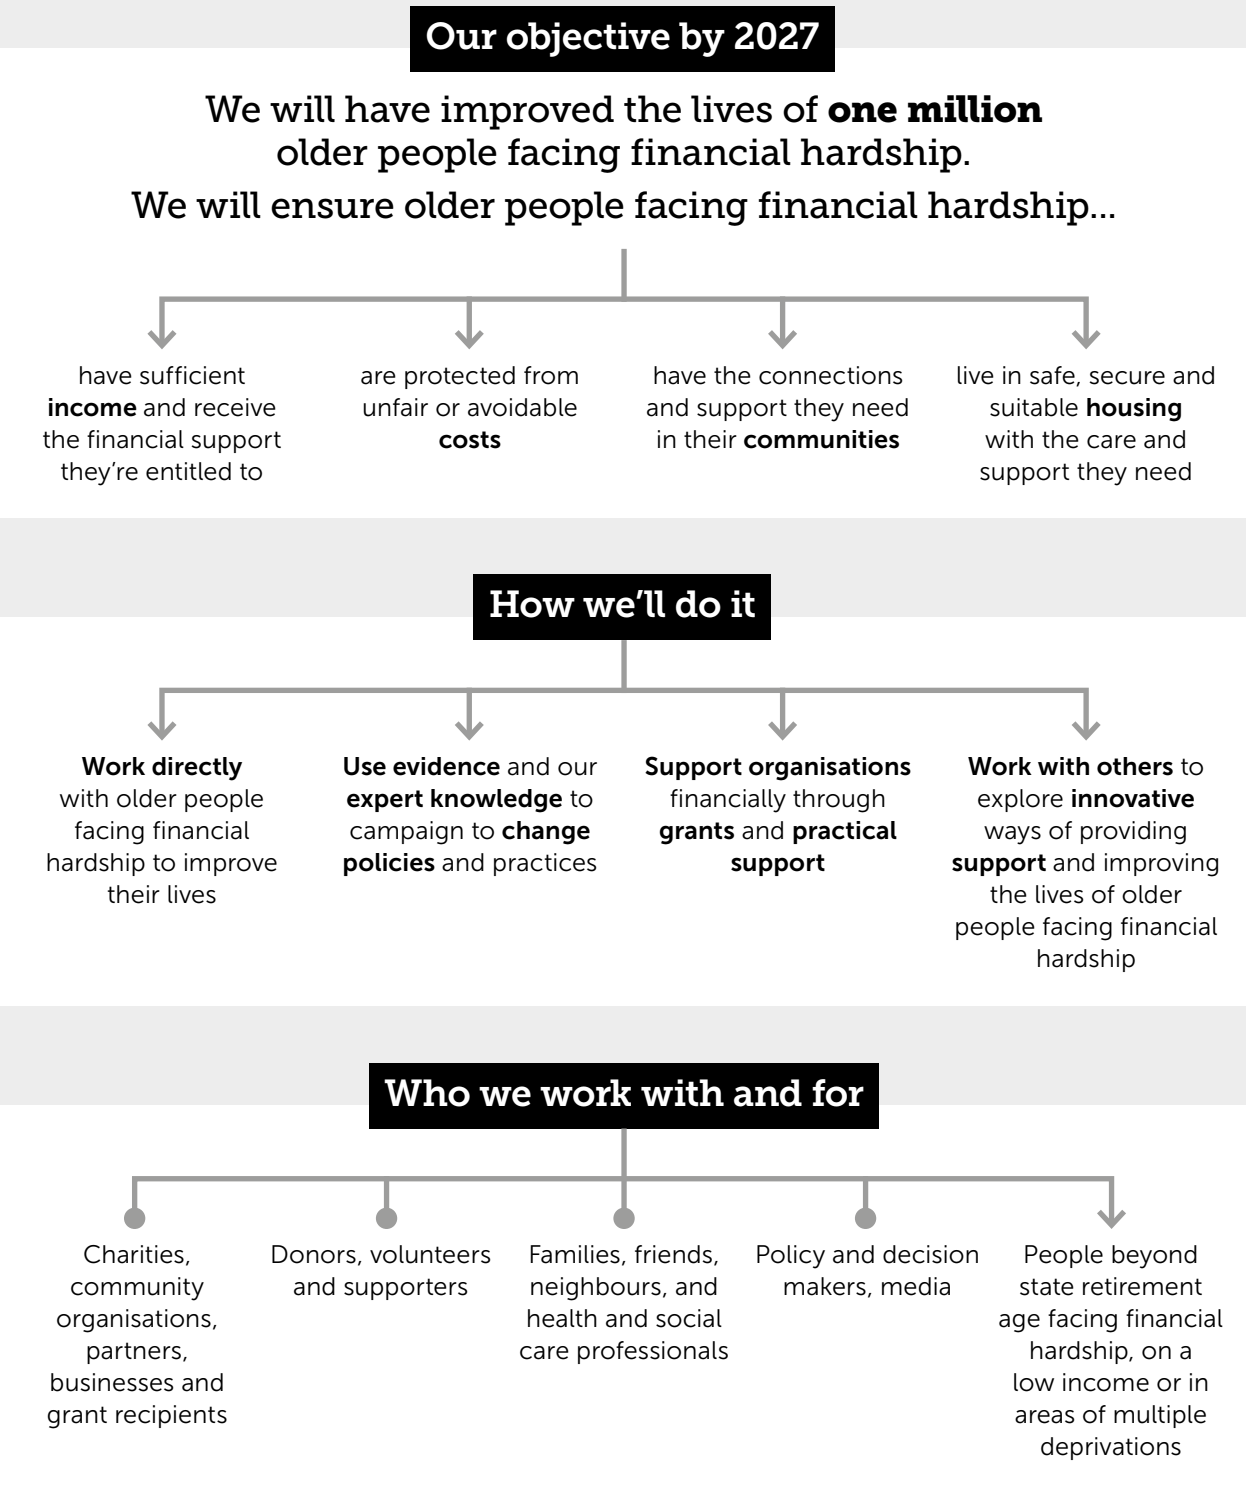 Our objective by 2027
We will have improved the lives of one million
older people facing financial hardship.
We will ensure older people facing financial hardship...
have sufficient
income and receive
the financial support
they're entitled to
are protected from
unfair or avoidable
costs
have the connections
and support they need
in their communities
live in safe, secure and
suitable housing
with the care and
support they need
How we'll do it
Work directly
with older people
facing financial
hardship to improve
their lives
Use evidence and our
expert knowledge to
campaign to change
policies and practices
Support organisations
financially through
grants and practical
support
Work with others to
explore innovative
ways of providing
support and improving
the lives of older
people facing financial
hardship
Who we work with and for
Charities,
community
organisations,
partners,
businesses and
grant recipients
Donors, volunteers
and supporters
Families, friends,
neighbours, and
health and social
care professionals
Policy and decision
makers, media
People beyond
state retirement
age facing financial
hardship, on a
low income or in
areas of multiple
deprivations